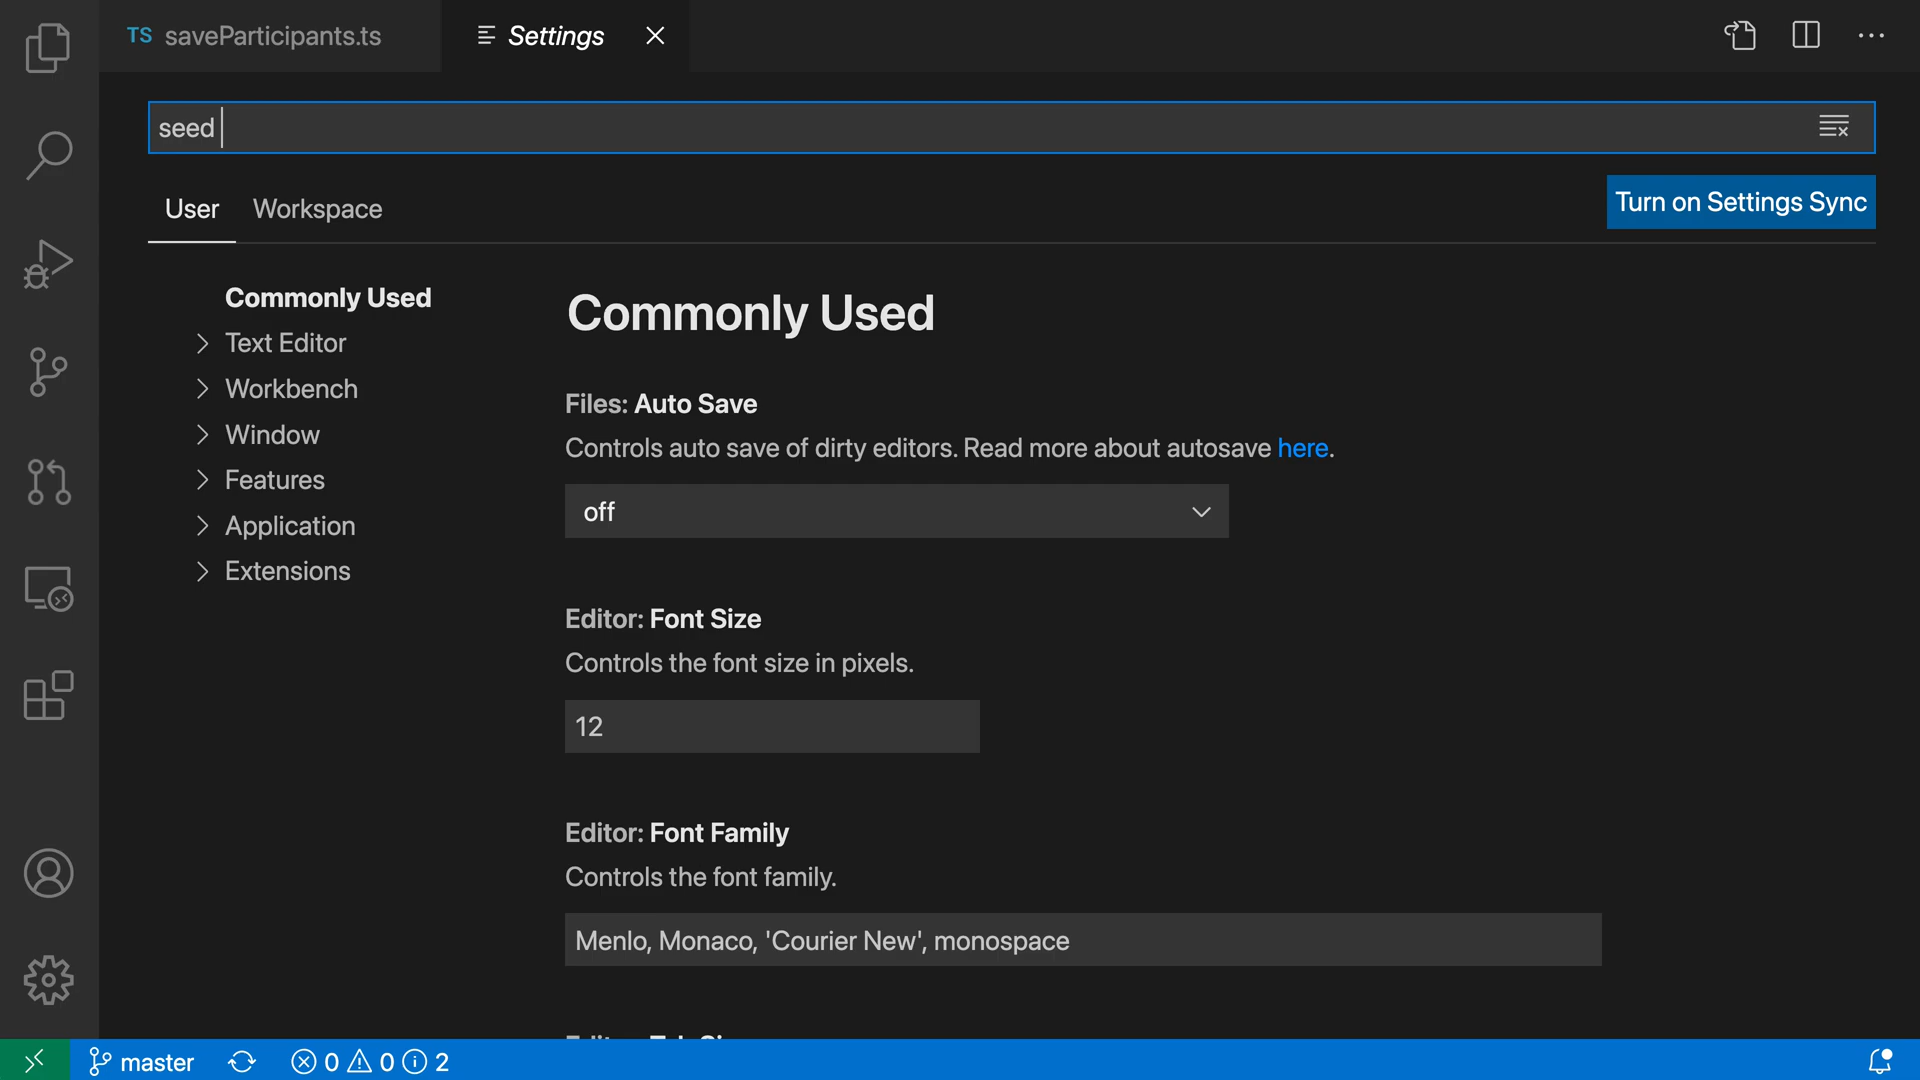 TS saveParticipants.ts
Settings
seed
User Workspace
Turn on Settings Sync
Commonly Used
Text Editor
Workbench
Window
Features
Application
Extensions
Commonly Used
Files: Auto Save
Controls auto save of dirty editors. Read more about autosave here.
off
Editor: Font Size
Controls the font size in pixels.
12
Editor: Font Family
Controls the font family.
Menlo, Monaco, 'Courier New', monospace
master 0 0 2